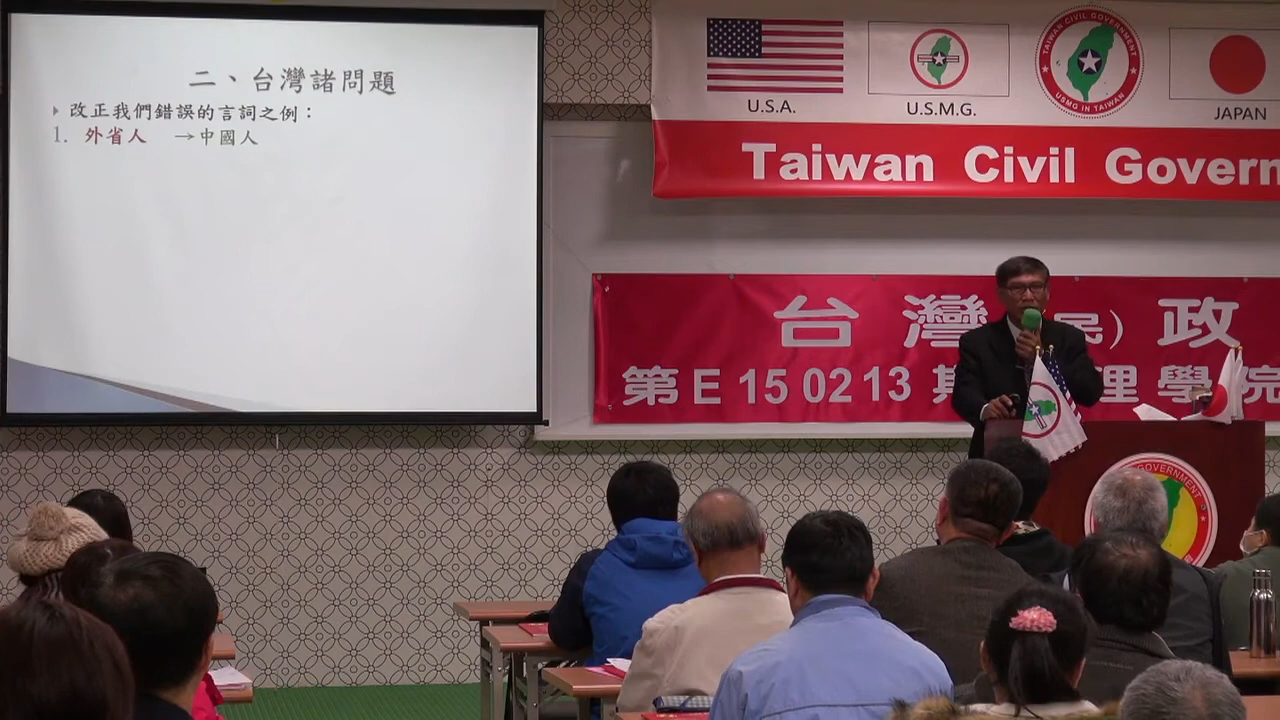 二、台灣諸問題
改正我們錯誤的言詞之例：
1. 外省人 →中國人
U.S.A.
U.S.M.G.
TAIWAN CIVIL GOVERNMENT
USMG IN TAIWAN
JAPAN
Taiwan Civil Govern
台灣 民) 政
第E 15 02 13 期 理學院
GOVERNMENT